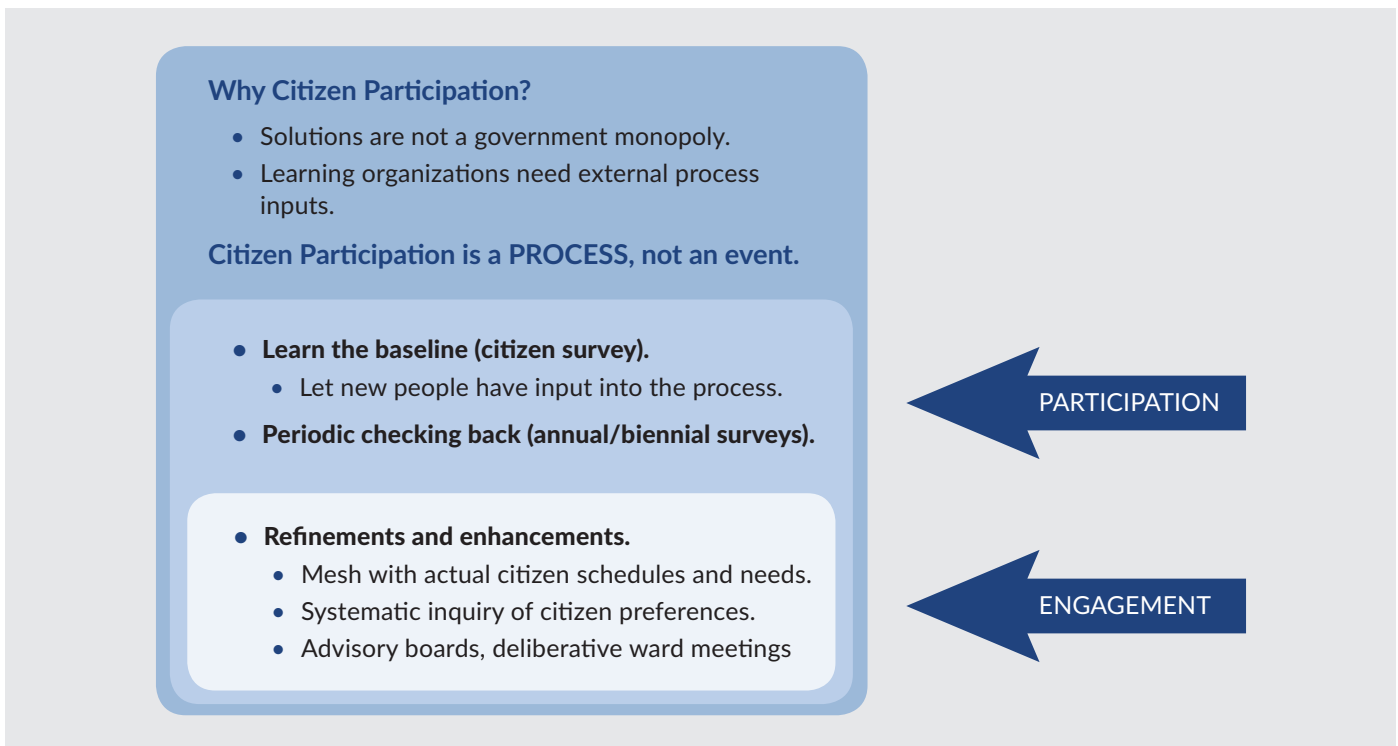 Why Citizen Participation?
• Solutions are not a government monopoly.
• Learning organizations need external process
inputs.
Citizen Participation is a PROCESS, not an event.
• Learn the baseline (citizen survey).
• Let new people have input into the process.
• Periodic checking back (annual/biennial surveys).
PARTICIPATION
• Refinements and enhancements.
• Mesh with actual citizen schedules and needs.
• Systematic inquiry of citizen preferences.
• Advisory boards, deliberative ward meetings
ENGAGEMENT